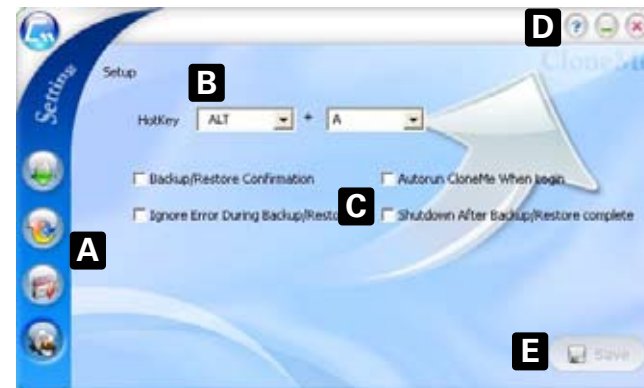 D
?
CloneMe
Setting
Setup
B
HotKey ALT + A
Backup/Restore Confirmation
Autorun CloneMe When Login
Ignore Error During Backup/Resto
C
Shutdown After Backup/Restore complete
A
E
Save